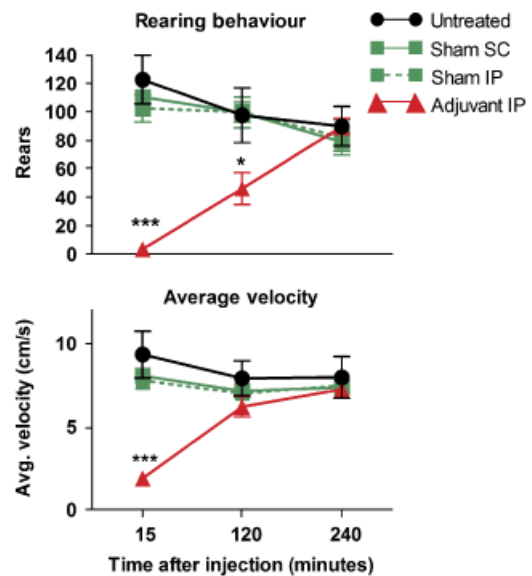 Rearing behaviour
Untreated
Sham SC
Sham IP
Adjuvant IP
Rears
140
120
100
80
60
40
20
0
***
*
Average velocity
Avg. velocity (cm/s)
10
5
0
***
15 120 240
Time after injection (minutes)